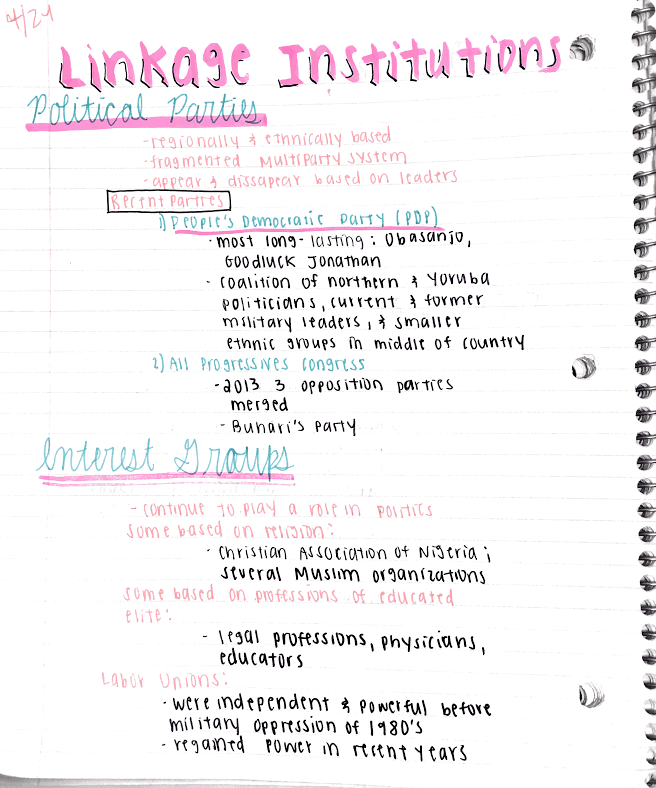 4/24
Linkage Institutions
Political Parties
-regionally & ethnically based
-fragmented multiparty system
-appear & dissapear based on leaders
Recent Parties
1) People's Democratic Party (PDP)
-most long-lasting: Obasanjo,
Goodluck Jonathan
-coalition of northern & Yoruba
politicians, current & former
military leaders, & smaller
ethnic groups in middle of country
2) All Progressives Congress
-2013 3 opposition parties
merged
-Buhari's Party
Interest Groups
-continue to play a role in politics
some based on religion:
-Christian Association of Nigeria;
several Muslim organizations
some based on professions of educated
elite:
-legal professions, physicians,
educators
Labor Unions:
-were independent & powerful before
military oppression of 1980's
-regained power in recent years